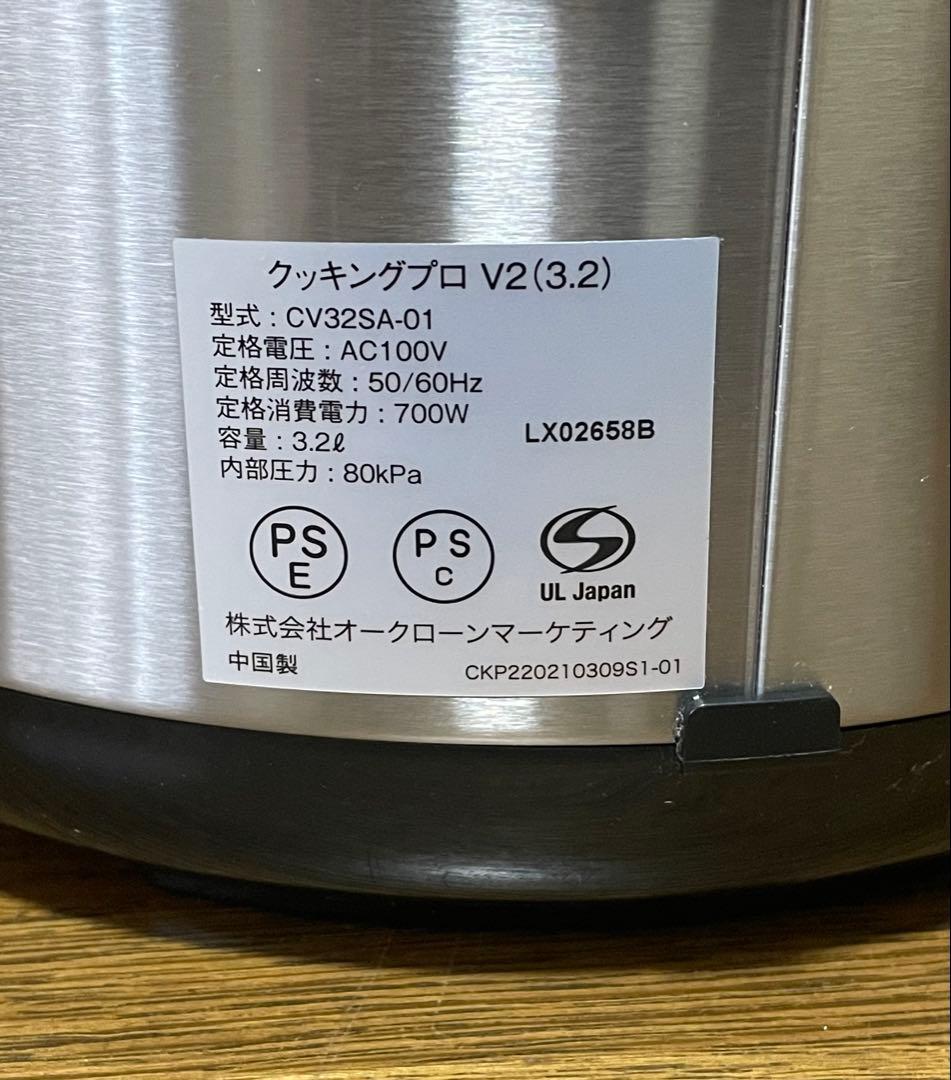 クッキングプロ V2(3.2)
型式：CV32SA-01
定格電圧：AC100V
定格周波数：50/60Hz
定格消費電力：700W
容量：3.2ℓ
LX02658B
内部圧力：80kPa
PS
E
PS
C
UL Japan
株式会社オークローンマーケティング
中国製
CKP220210309S1-01